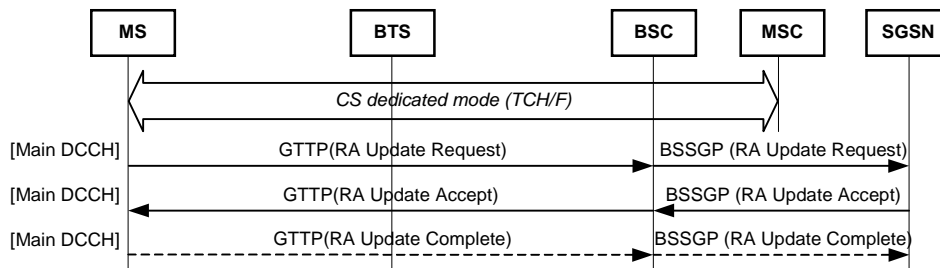 MS BTS BSC MSC SGSN
CS dedicated mode (TCH/F)
[Main DCCH] GTTP(RA Update Request) BSSGP (RA Update Request)
[Main DCCH] GTTP(RA Update Accept) BSSGP (RA Update Accept)
[Main DCCH] GTTP(RA Update Complete) BSSGP (RA Update Complete)